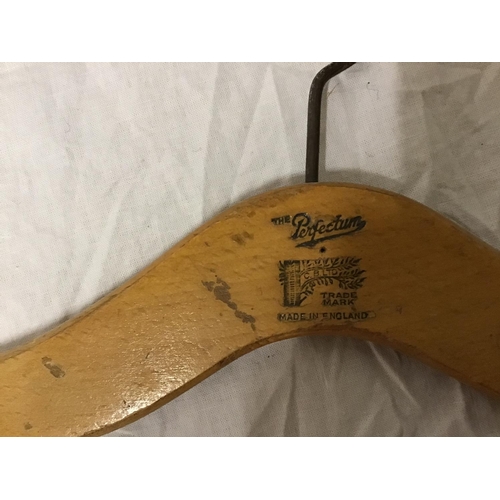 THE Perfectum
TRADE
MARK
MADE IN ENGLAND